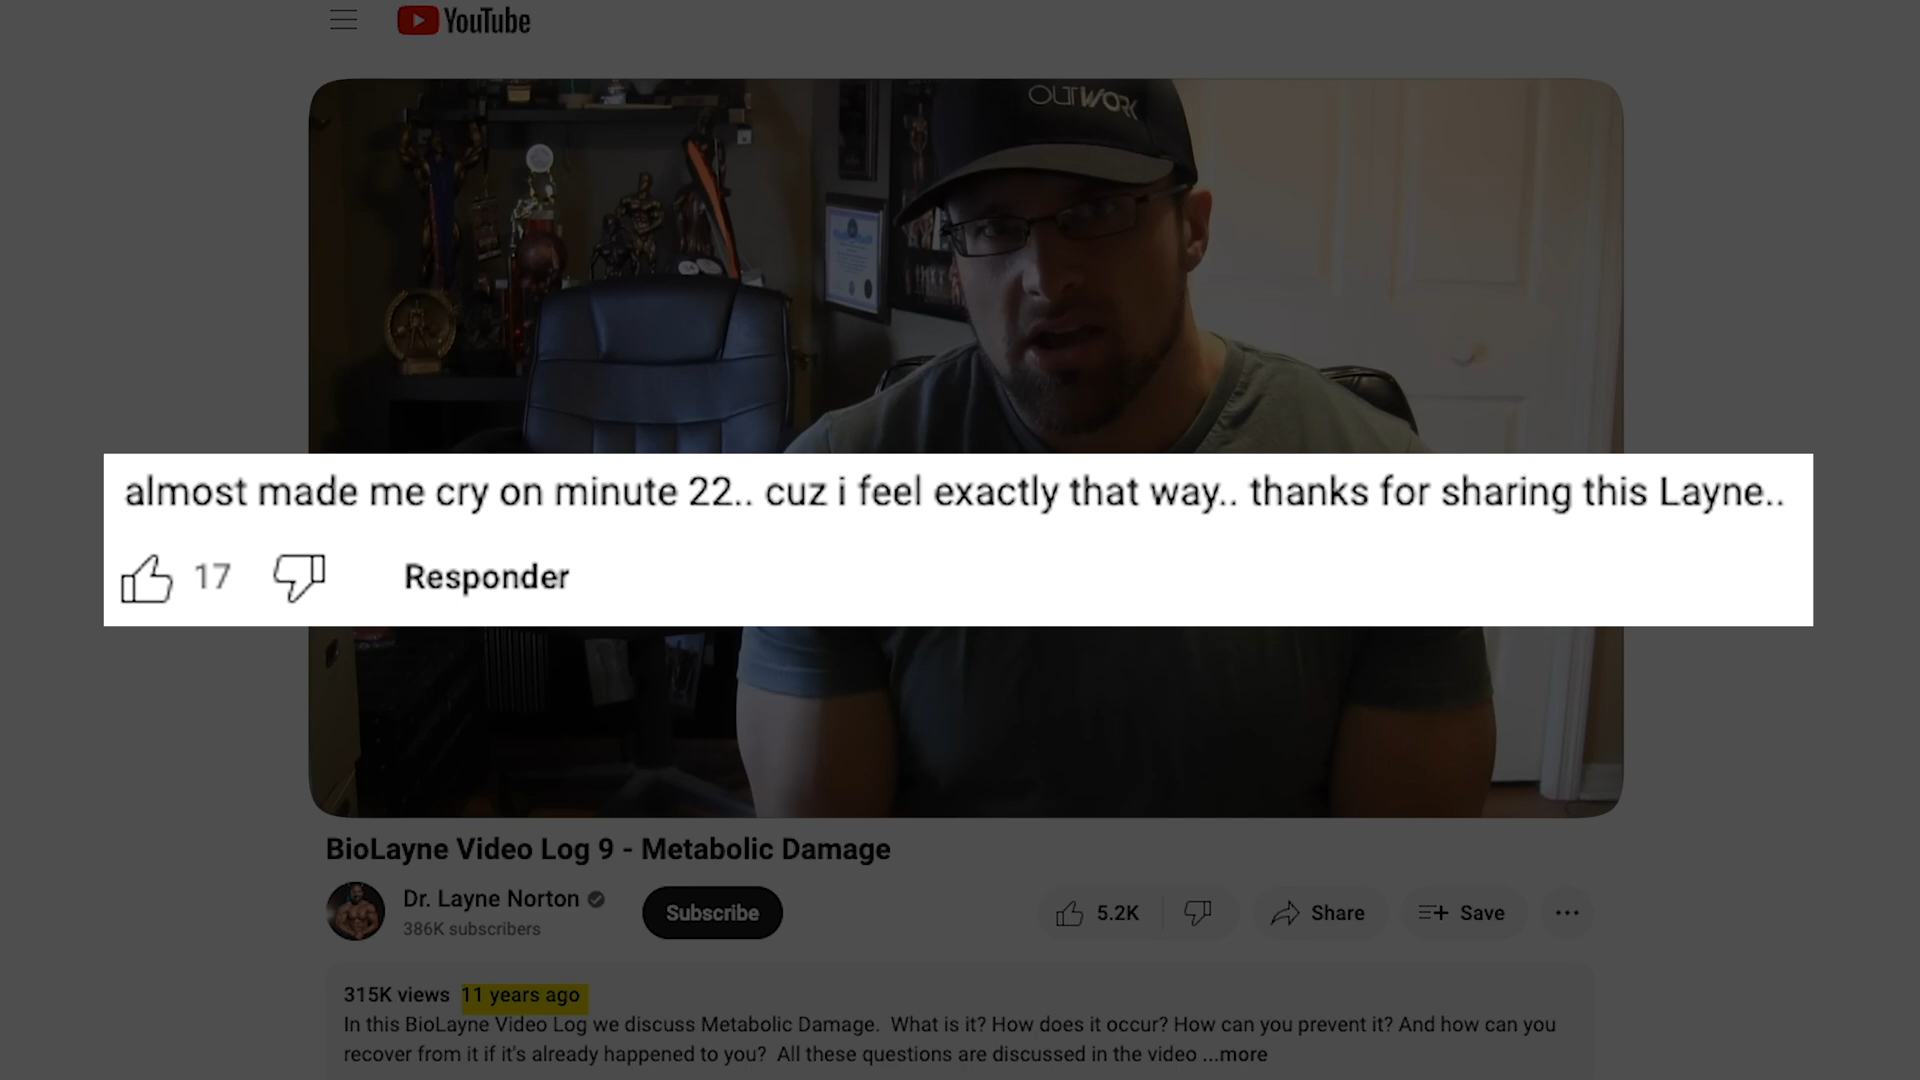 YouTube
OUTWORK
almost made me cry on minute 22.. cuz i feel exactly that way.. thanks for sharing this Layne..
17
Responder
BioLayne Video Log 9 - Metabolic Damage
Dr. Layne Norton
386K subscribers
Subscribe
5.2K
Share
Save
315K views 11 years ago
In this BioLayne Video Log we discuss Metabolic Damage. What is it? How does it occur? How can you prevent it? And how can you
recover from it if it's already happened to you? All these questions are discussed in the video ...more